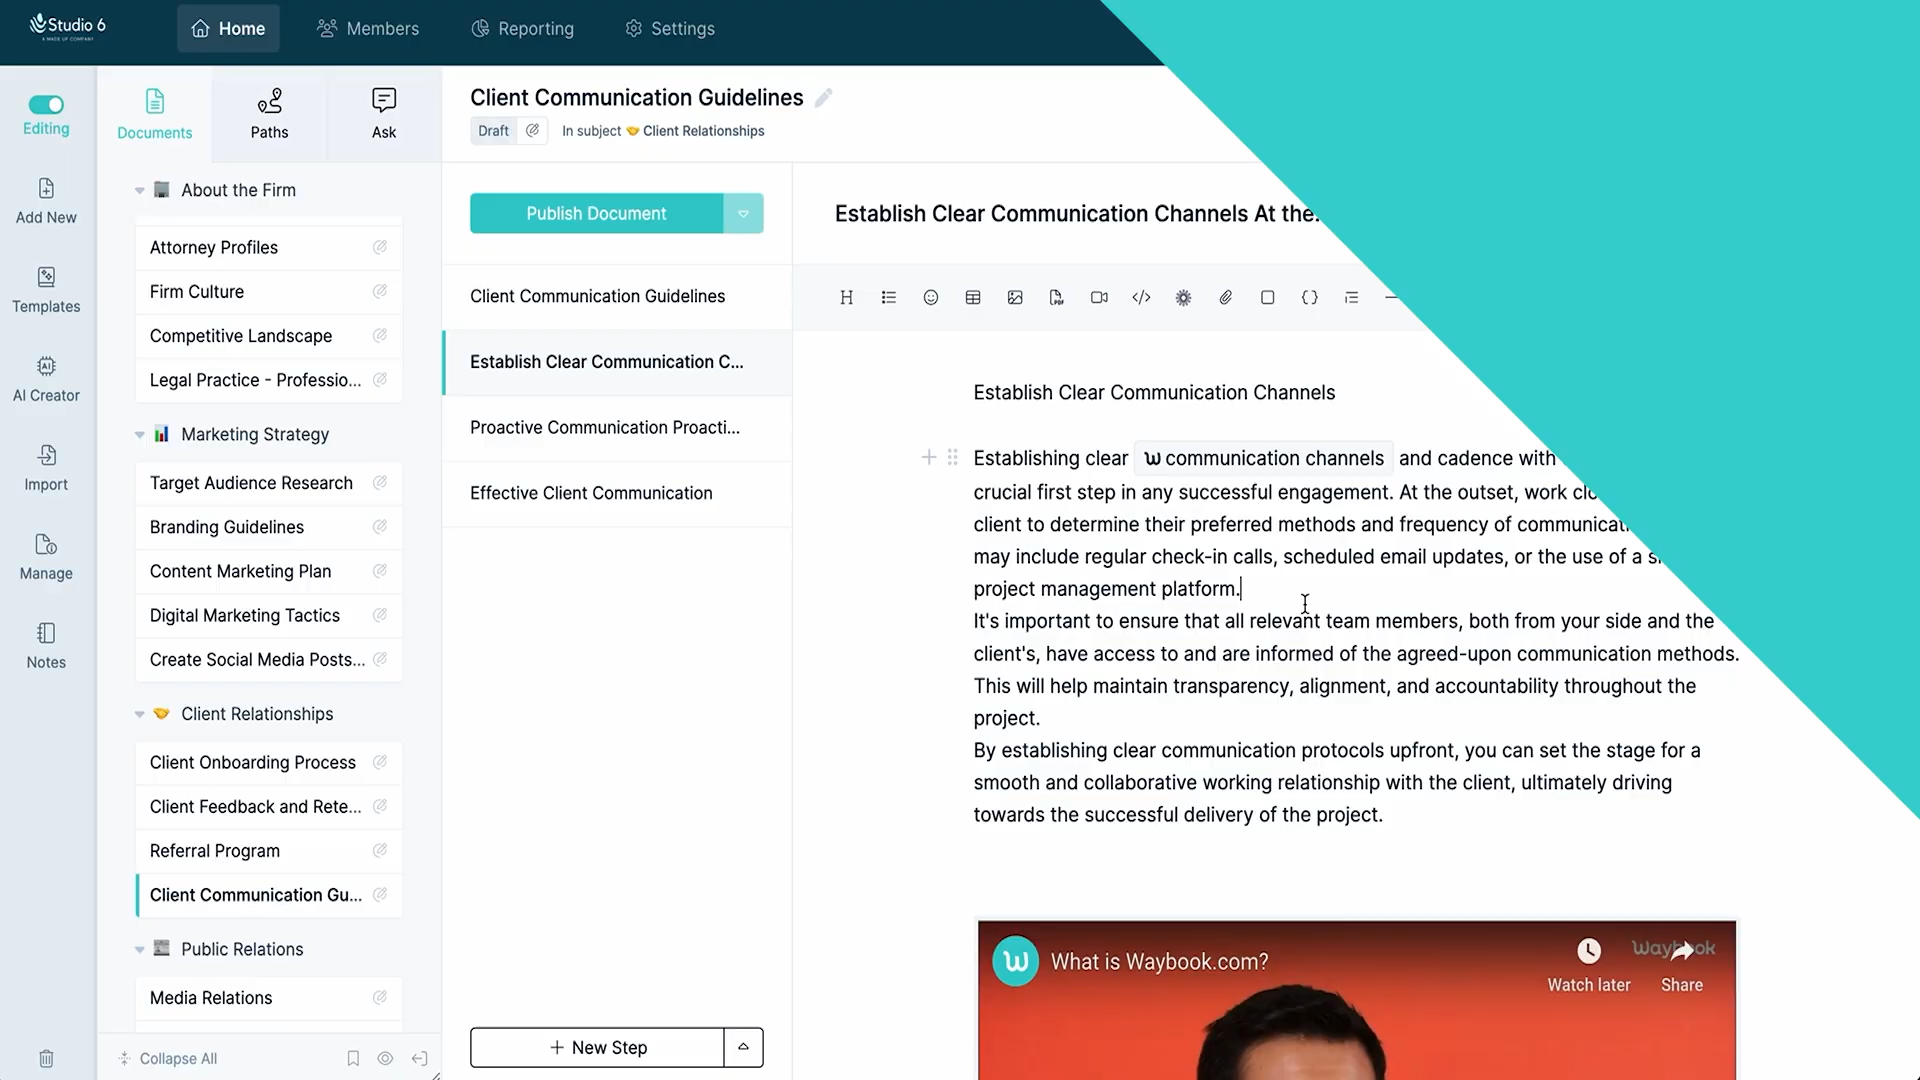 Studio 6
A MADE UP COMPANY
Home
Members
Reporting
Settings
Editing
Add New
Templates
AI
AI Creator
Import
Manage
Notes
Documents
Paths
Ask
About the Firm
Attorney Profiles
Firm Culture
Competitive Landscape
Legal Practice - Professio...
Marketing Strategy
Target Audience Research
Branding Guidelines
Content Marketing Plan
Digital Marketing Tactics
Create Social Media Posts...
Client Relationships
Client Onboarding Process
Client Feedback and Rete...
Referral Program
Client Communication Gu...
Public Relations
Media Relations
Collapse All
Client Communication Guidelines
Draft
In subject Client Relationships
Publish Document
Client Communication Guidelines
Establish Clear Communication C...
Proactive Communication Proacti...
Effective Client Communication
+ New Step
Establish Clear Communication Channels At the.
H
Establish Clear Communication Channels
Establishing clear w communication channels and cadence with
crucial first step in any successful engagement. At the outset, work
client to determine their preferred methods and frequency of
may include regular check-in calls, scheduled email updates, or the use of a
project management platform.
It's important to ensure that all relevant team members, both from your side and the
client's, have access to and are informed of the agreed-upon communication methods.
This will help maintain transparency, alignment, and accountability throughout the
project.
By establishing clear communication protocols upfront, you can set the stage for a
smooth and collaborative working relationship with the client, ultimately driving
towards the successful delivery of the project.
w What is Waybook.com?
Watch later
Share